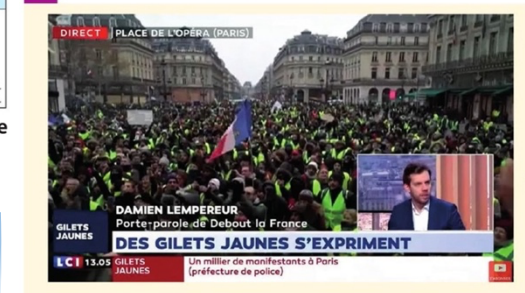 DIRECT PLACE DE L'OPÉRA (PARIS)
DAMIEN LEMPEREUR
Porte-parole de Debout la France
GILETS JAUNES
DES GILETS JAUNES S'EXPRIMENT
LCI 13.05 GILETS JAUNES
Un millier de manifestants à Paris
(préfecture de police)
e